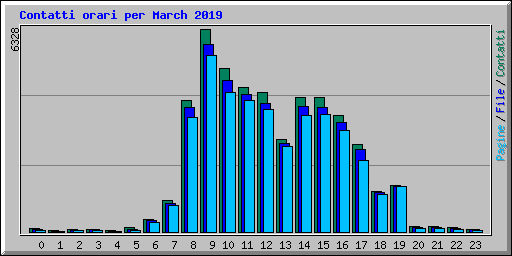 Contatti orari per March 2019
6328
Pagine / File / Contatti
0 1 2 3 4 5 6 7 8 9 10 11 12 13 14 15 16 17 18 19 20 21 22 23